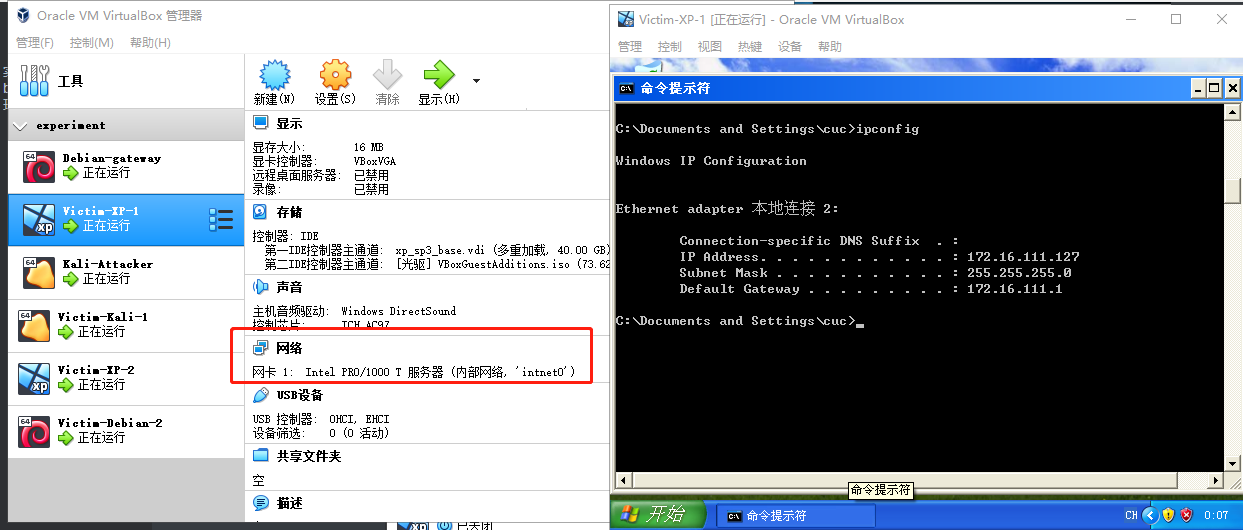 Oracle VM VirtualBox 管理器
管理(F) 控制(M) 帮助(H)
工具
新建(N) 设置(S) 清除 显示(H)
experiment
Debian-gateway
正在运行
Victim-XP-1
正在运行
Kali-Attacker
正在运行
Victim-Kali-1
正在运行
Victim-XP-2
正在运行
Victim-Debian-2
正在运行
显示
显存大小: 16 MB
显卡控制器: VBoxVGA
远程桌面服务器: 已禁用
录像: 已禁用
存储
控制器: IDE
第一IDE控制器主通道: xp_sp3_base.vdi (多重加载, 40.00 GB)
第二IDE控制器主通道: [光驱] VBoxGuestAdditions.iso (73.62
声音
主机音频驱动: Windows DirectSound
控制芯片: ICH AC97
网络
网卡 1: Intel PRO/1000 T 服务器 (内部网络, 'intnet0')
USB设备
USB 控制器: OHCI, EHCI
设备筛选: 0 (0 活动)
共享文件夹
空
描述
已关闭
Victim-XP-1 [正在运行] - Oracle VM VirtualBox
管理 控制 视图 热键 设备 帮助
命令提示符
C:\Documents and Settings\cuc>ipconfig
Windows IP Configuration
Ethernet adapter 本地连接 2:
Connection-specific DNS Suffix . :
IP Address. . . . . . . . . . . . : 172.16.111.127
Subnet Mask . . . . . . . . . . . : 255.255.255.0
Default Gateway . . . . . . . . . : 172.16.111.1
C:\Documents and Settings\cuc>_
命令提示符
开始
命令提示符
CH
0:07